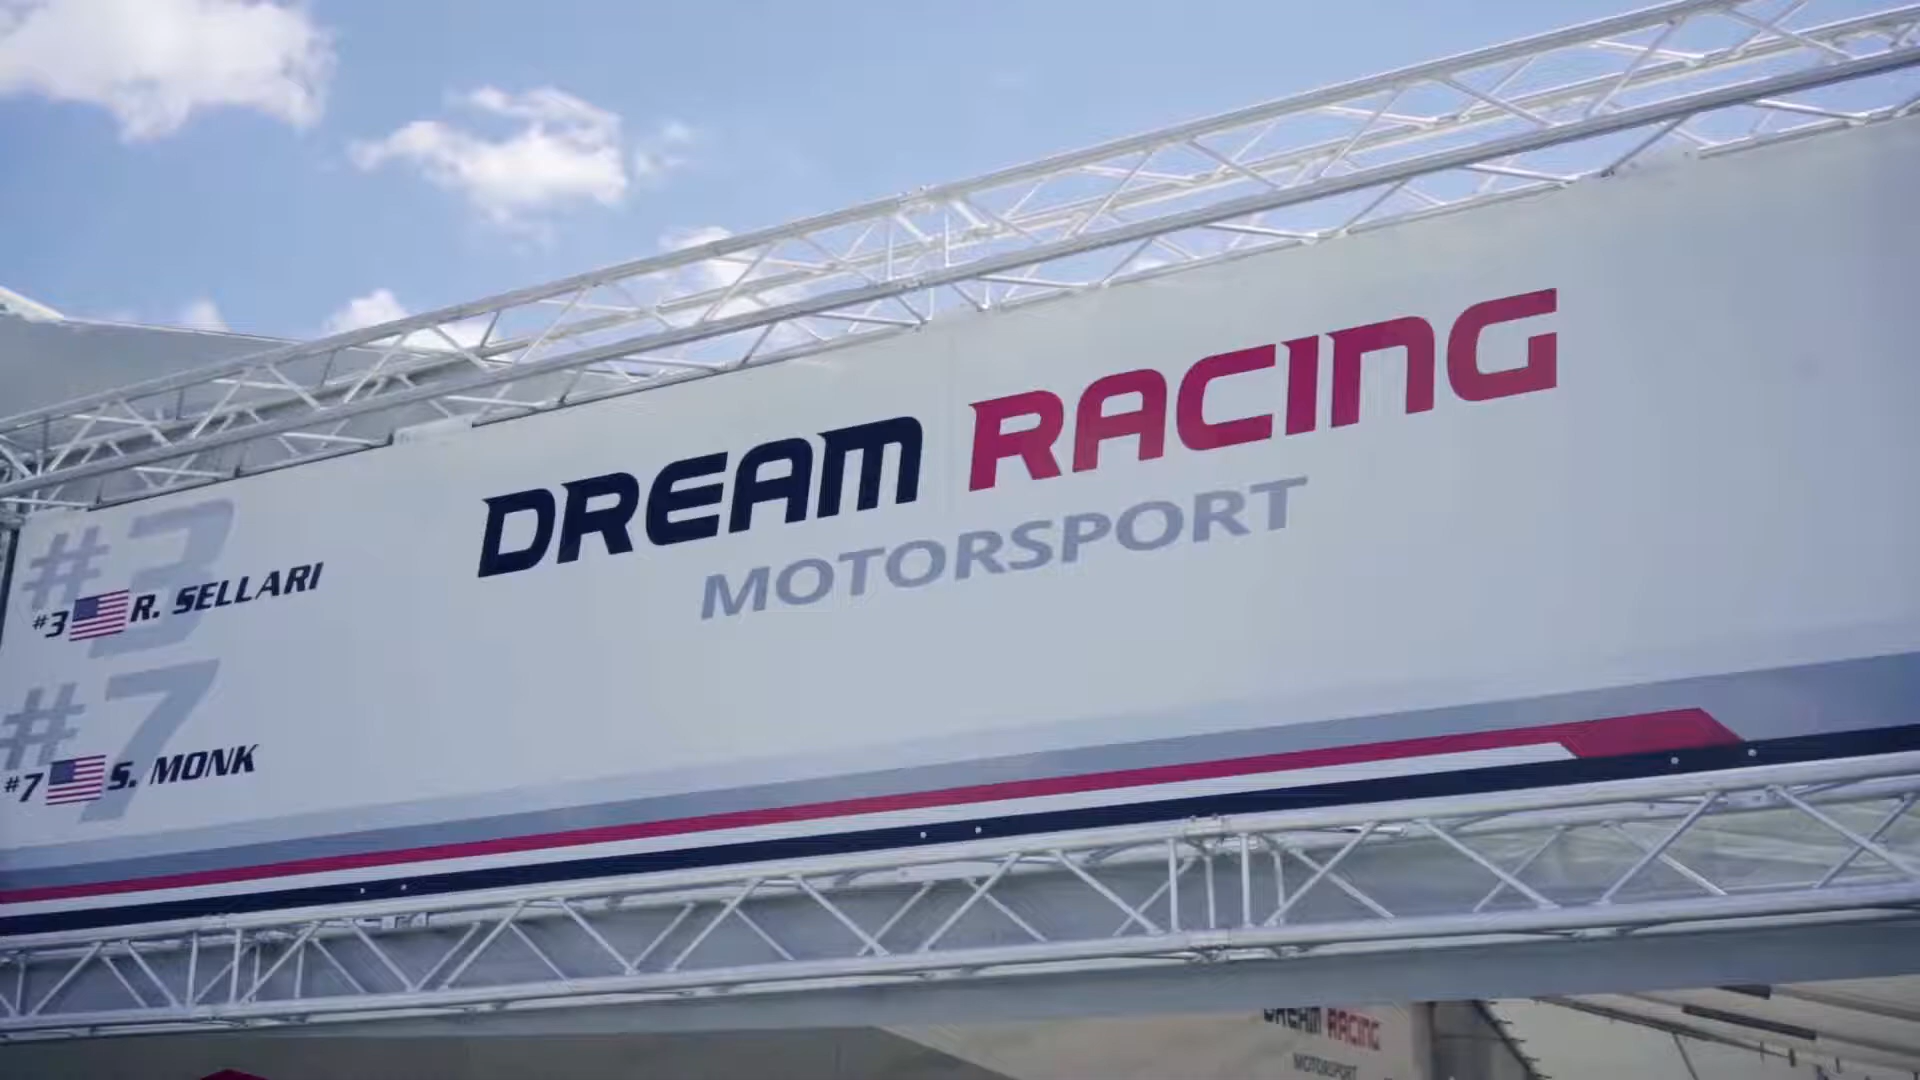 DREAM RACING
MOTORSPORT
#3
#3 R. SELLARI
#7
#7 S. MONK
DREAM RACING
MOTORSPORT